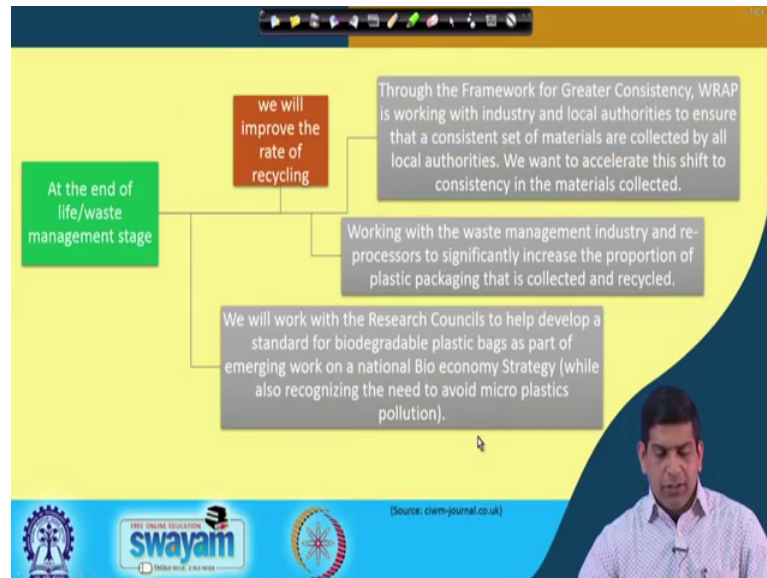 At the end of
life/waste
management stage
we will
improve the
rate of
recycling
Through the Framework for Greater Consistency, WRAP
is working with industry and local authorities to ensure
that a consistent set of materials are collected by all
local authorities. We want to accelerate this shift to
consistency in the materials collected.
Working with the waste management industry and re-
processors to significantly increase the proportion of
plastic packaging that is collected and recycled.
We will work with the Research Councils to help develop a
standard for biodegradable plastic bags as part of
emerging work on a national Bio economy Strategy (while
also recognizing the need to avoid micro plastics
pollution).
(Source: ciwm-journal.co.uk)
FREE ONLINE EDUCATION
swayam